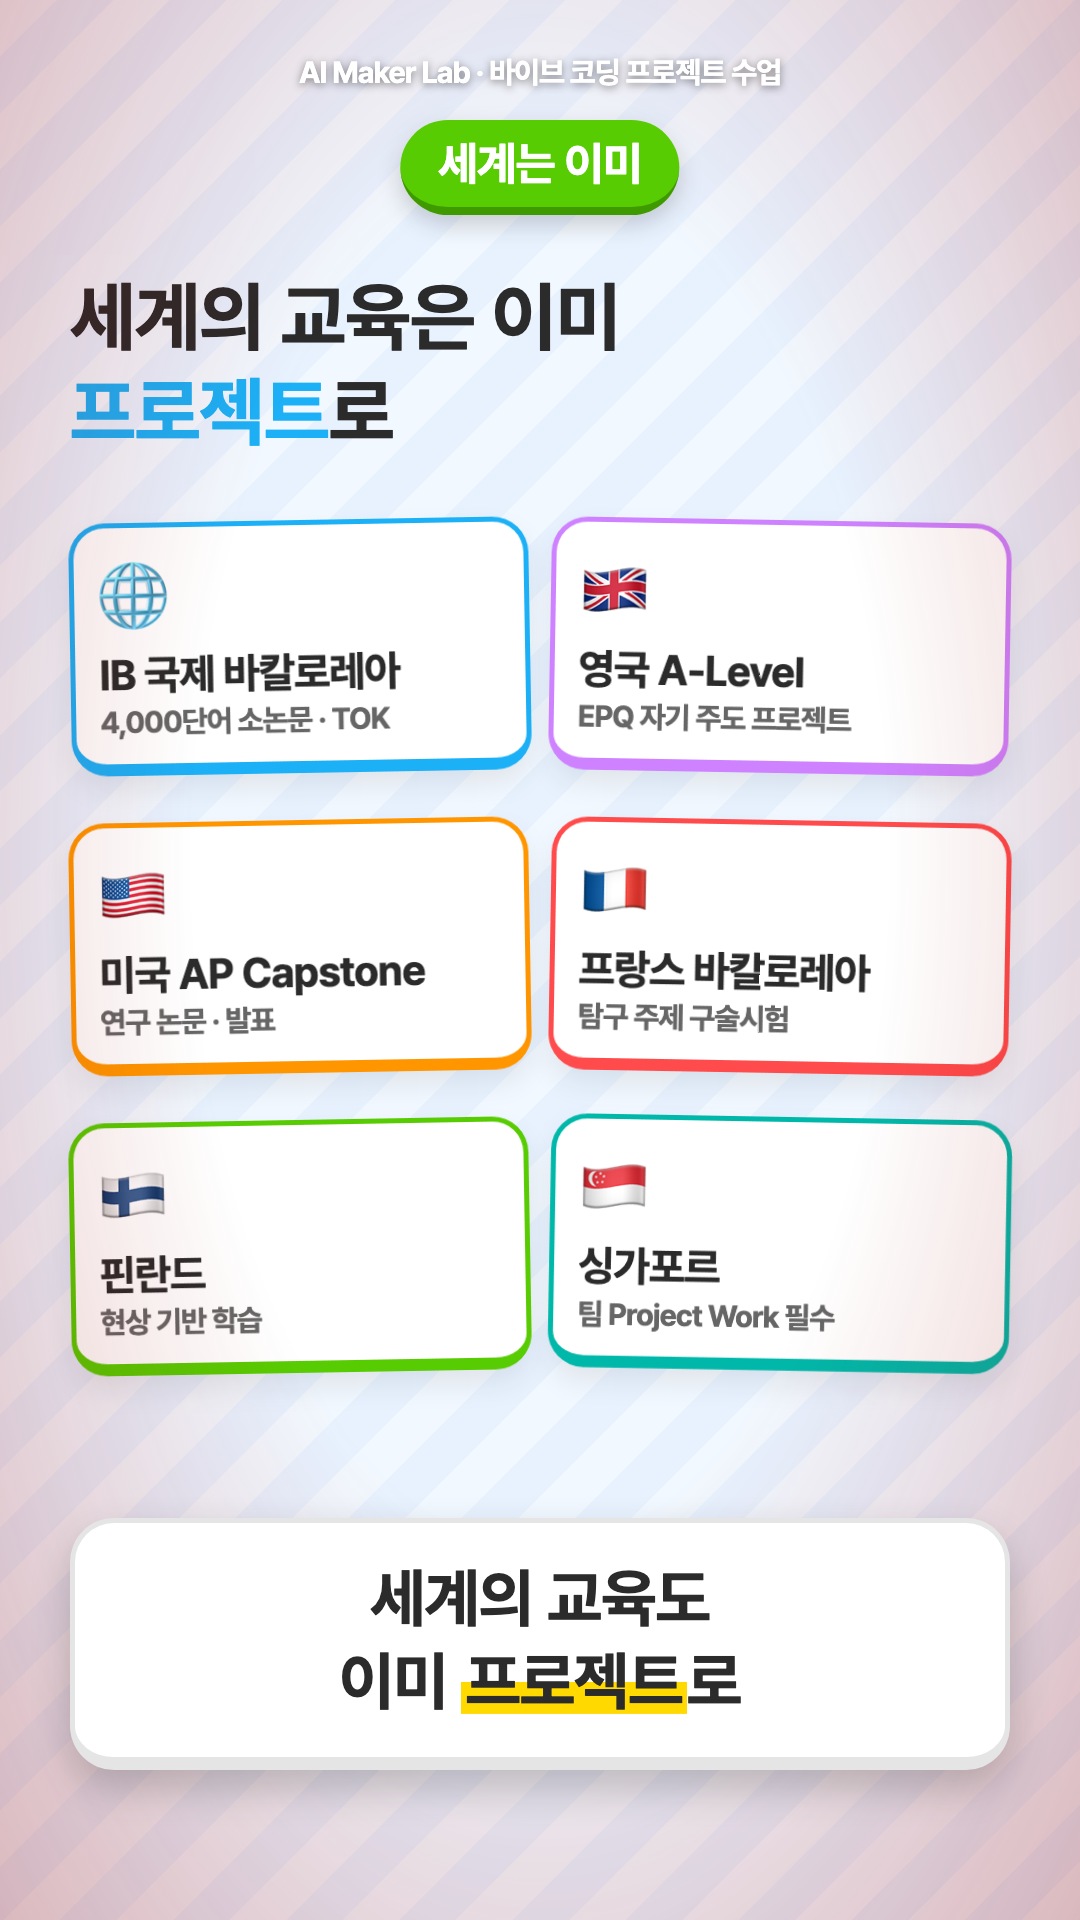 AI Maker Lab · 바이브 코딩 프로젝트 수업
세계는 이미
세계의 교육은 이미
프로젝트로
IB 국제 바칼로레아
4,000단어 소논문 · TOK
영국 A-Level
EPQ 자기 주도 프로젝트
미국 AP Capstone
연구 논문 · 발표
프랑스 바칼로레아
탐구 주제 구술시험
핀란드
현상 기반 학습
싱가포르
팀 Project Work 필수
세계의 교육도
이미 프로젝트로